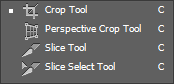 Crop Tool C
Perspective Crop Tool C
Slice Tool C
Slice Select Tool C